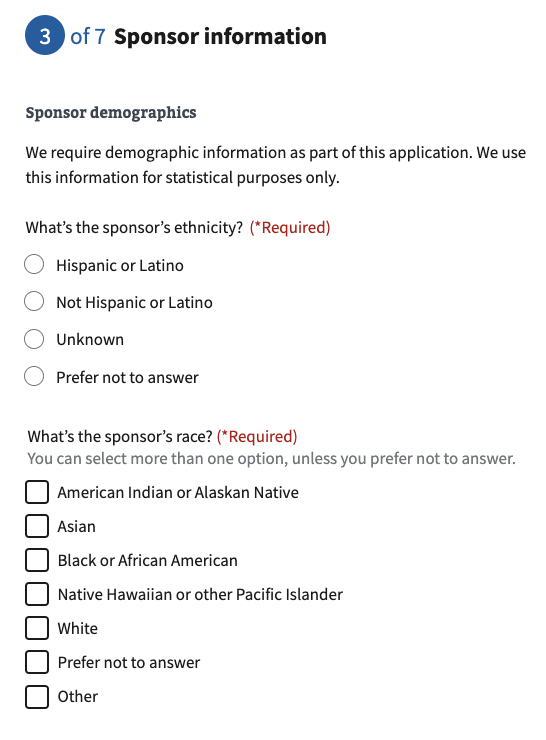 3 of 7 Sponsor information
Sponsor demographics
We require demographic information as part of this application. We use
this information for statistical purposes only.
What's the sponsor's ethnicity? (*Required)
Hispanic or Latino
Not Hispanic or Latino
Unknown
Prefer not to answer
What's the sponsor's race? (*Required)
You can select more than one option, unless you prefer not to answer.
American Indian or Alaskan Native
Asian
Black or African American
Native Hawaiian or other Pacific Islander
White
Prefer not to answer
Other